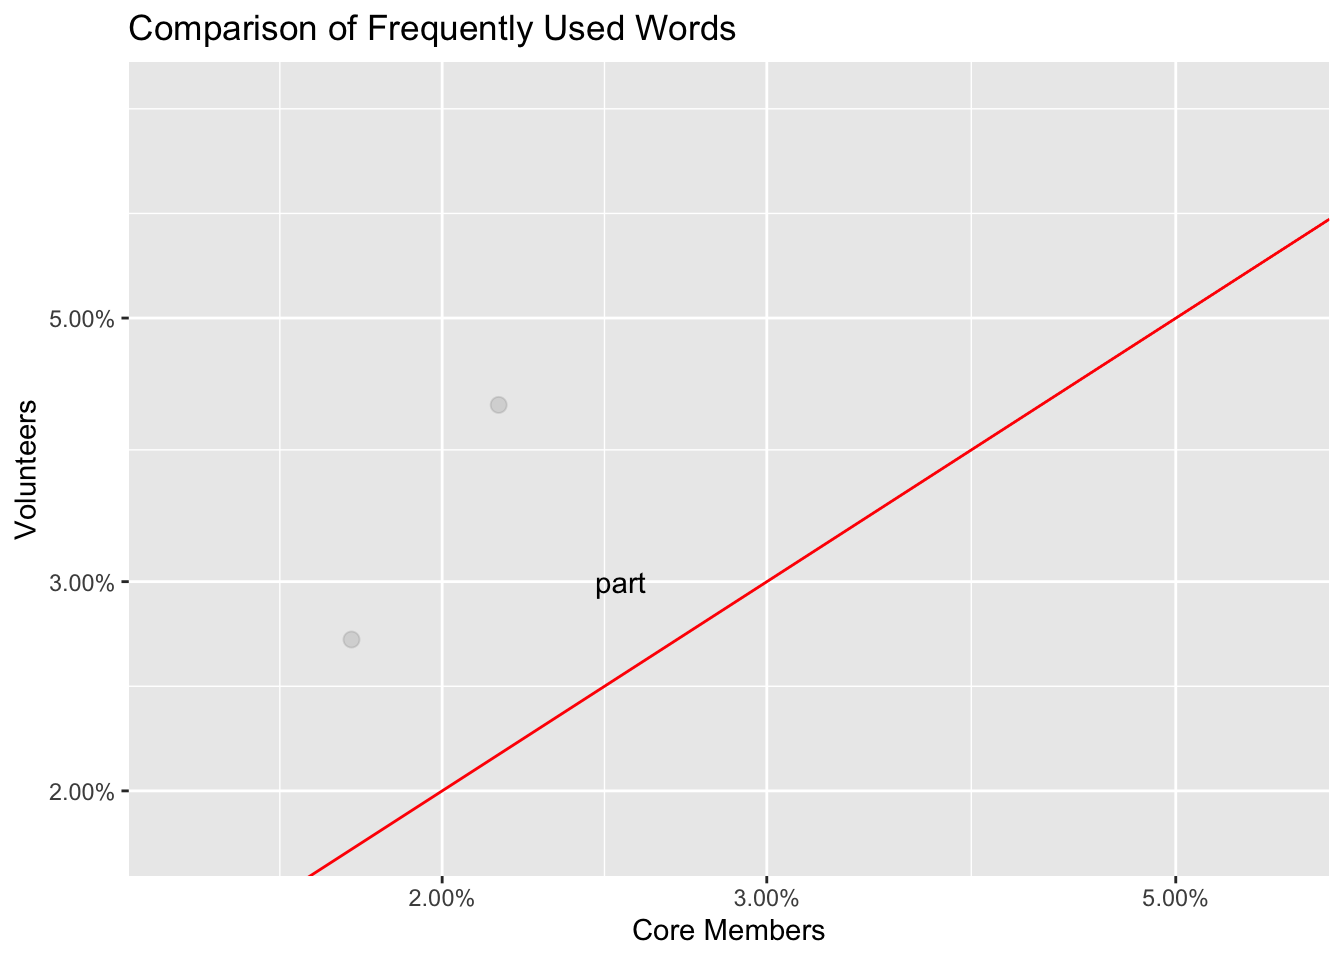 Comparison of Frequently Used Words
5.00%
3.00%
2.00%
Volunteers
part
2.00% 3.00% 5.00%
Core Members